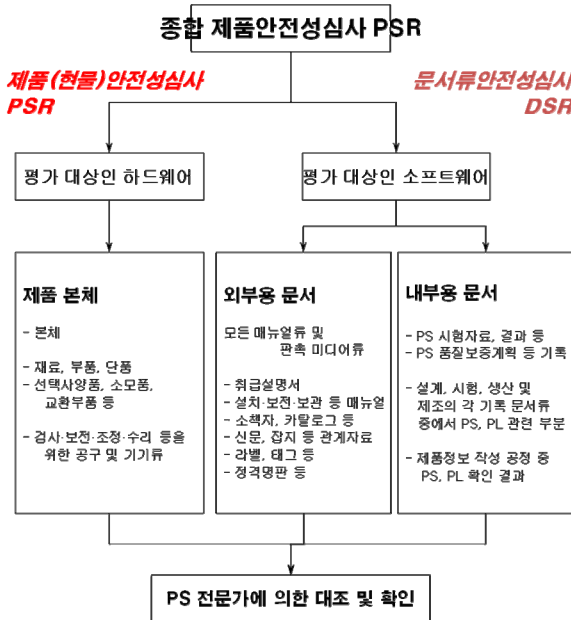 종합 제품안전성심사 PSR
제품(현물)안전성심사
PSR
문서류안전성심사
DSR
평가 대상인 하드웨어
평가 대상인 소프트웨어
제품 본체
- 본체
- 재료, 부품, 단품
- 선택사양품, 소모품,
교환부품 등
- 검사·보전·조정·수리 등을
위한 공구 및 기기류
외부용 문서
모든 매뉴얼류 및
판촉 미디어류
- 취급설명서
- 설치·보전·보관 등 매뉴얼
- 소책자, 카탈로그 등
- 신문, 잡지 등 관계자료
- 라벨, 태그 등
- 정격명판 등
내부용 문서
- PS 시험자료, 결과 등
- PS 품질보증계획 등 기록
- 설계, 시험, 생산 및
제조의 각 기록 문서류
중에서 PS, PL 관련 부분
- 제품정보 작성 공정 중
PS, PL 확인 결과
PS 전문가에 의한 대조 및 확인